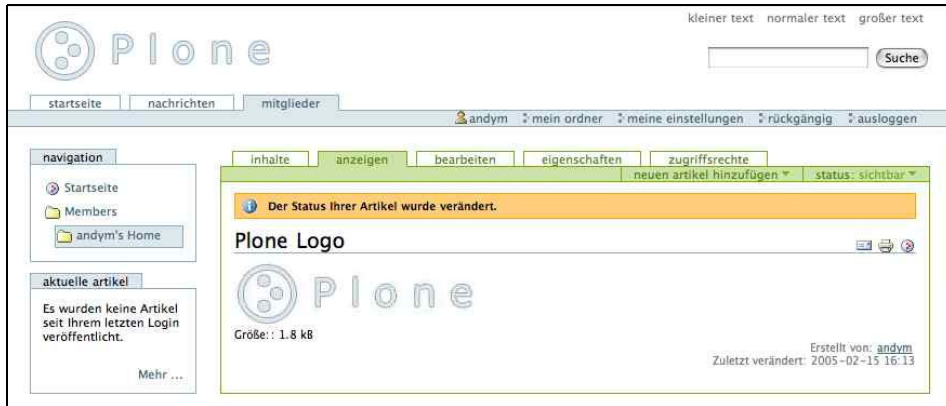 kleiner text normaler text großer text
Plone
Suche
startseite nachrichten mitglieder
andym mein ordner meine einstellungen rückgängig ausloggen
navigation
Startseite
Members
andym's Home
aktuelle artikel
Es wurden keine Artikel
seit Ihrem letzten Login
veröffentlicht.
Mehr ...
inhalte anzeigen bearbeiten eigenschaften zugriffsrechte
neuen artikel hinzufügen status: sichtbar
Der Status Ihrer Artikel wurde verändert.
Plone Logo
Plone
Größe:: 1.8 kB
Erstellt von: andym
Zuletzt verändert: 2005-02-15 16:13